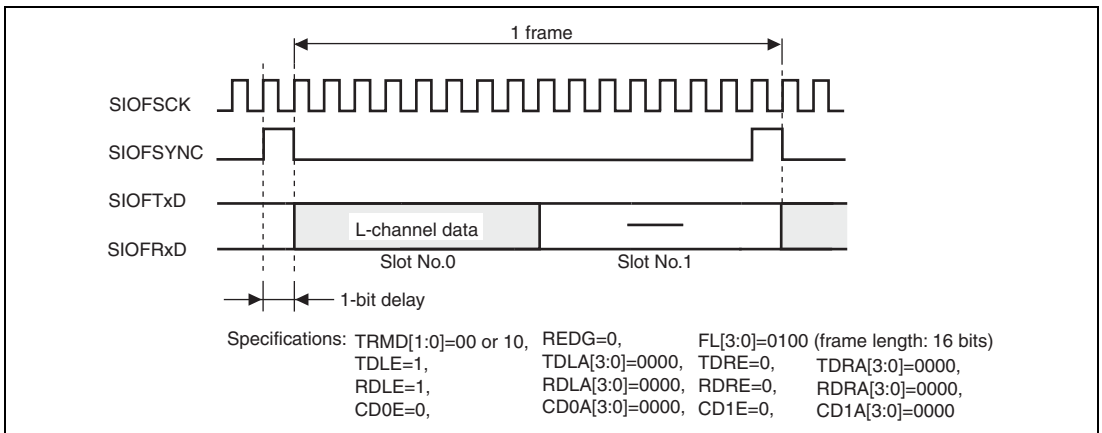 1 frame
SIOFSCK
SIOFSYNC
SIOFTxD
L-channel data
SIOFRxD
Slot No.0 Slot No.1
1-bit delay
Specifications: TRMD[1:0]=00 or 10, REDG=0, FL[3:0]=0100 (frame length: 16 bits)
TDLE=1, TDLA[3:0]=0000, TDRE=0, TDRA[3:0]=0000,
RDLE=1, RDLA[3:0]=0000, RDRE=0, RDRA[3:0]=0000,
CD0E=0, CD0A[3:0]=0000, CD1E=0, CD1A[3:0]=0000